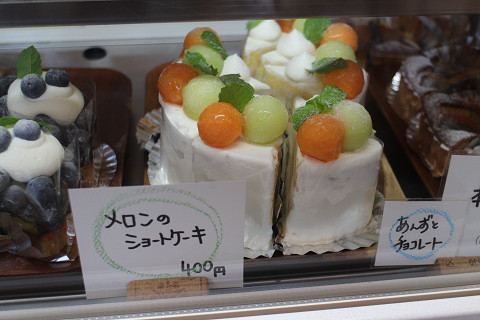 メロンの
ショートケーキ
400円
あんずと
チョコレート